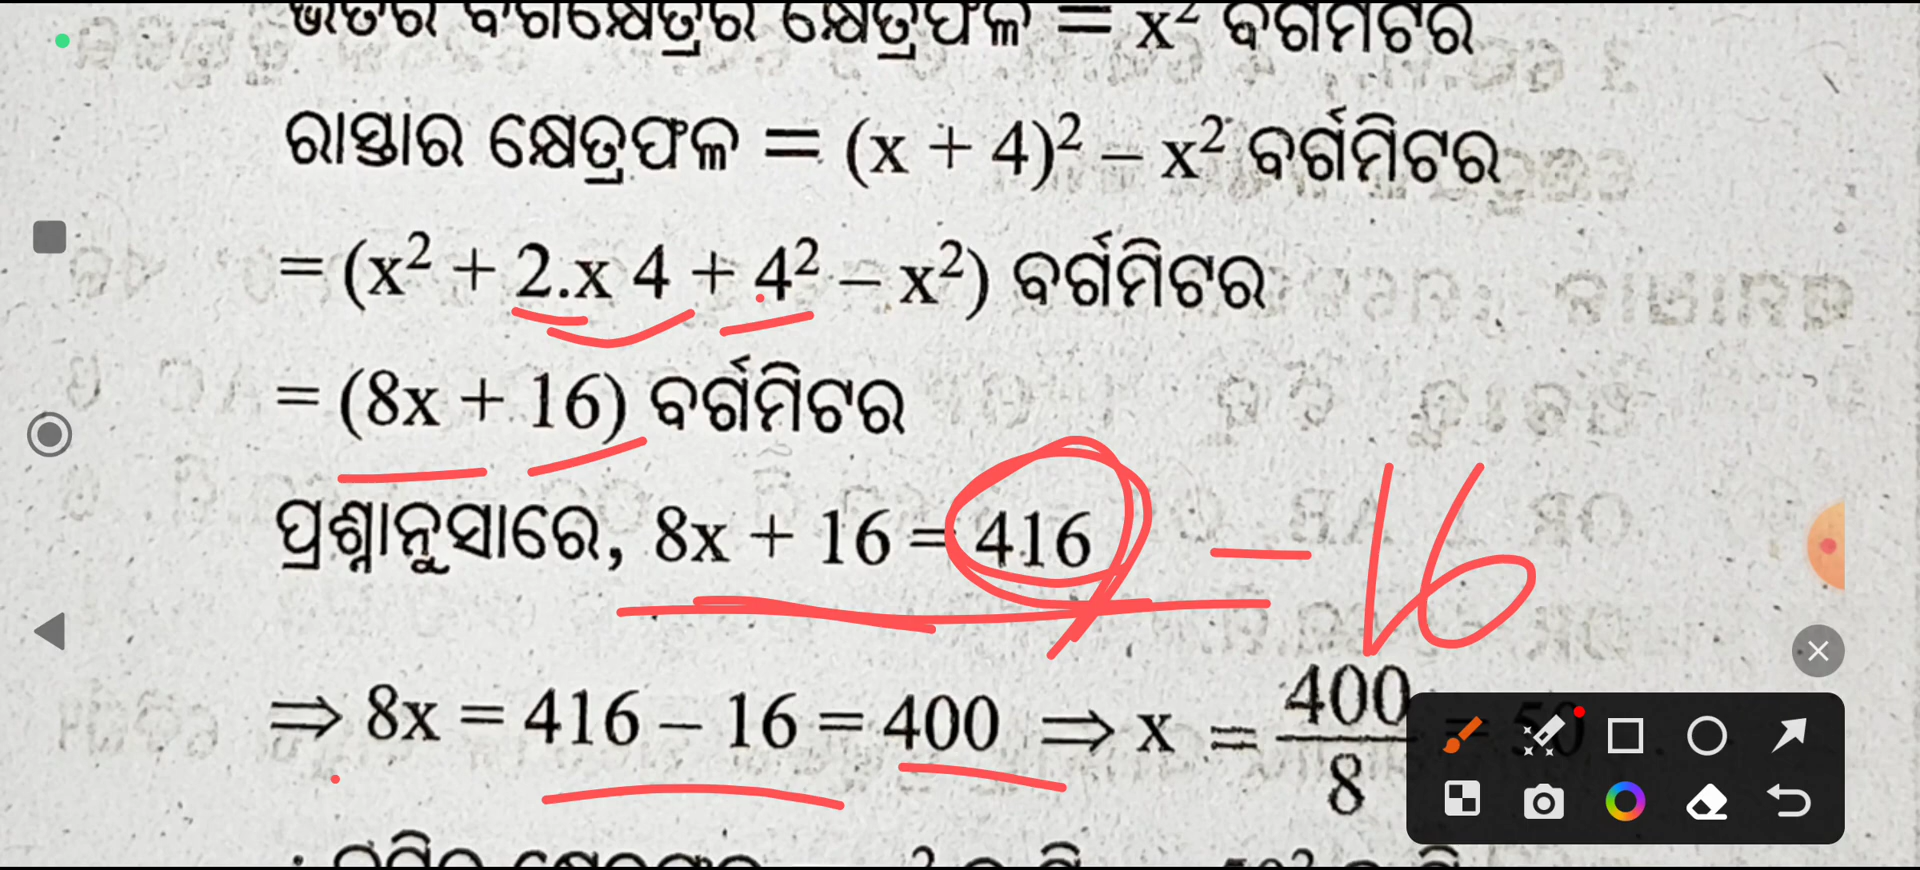 ଭିତର ବର୍ଗକ୍ଷେତ୍ରର କ୍ଷେତ୍ରଫଳ = x² ବର୍ଗମିଟର
ରାସ୍ତାର କ୍ଷେତ୍ରଫଳ = (x + 4)² – x² ବର୍ଗମିଟର
= (x² + 2.x 4 + 4² – x²) ବର୍ଗମିଟର
= (8x + 16) ବର୍ଗମିଟର
ପ୍ରଶ୍ନାନୁସାରେ, 8x + 16 = 416 – 16
⇒ 8x = 416 – 16 = 400 ⇒ x = 400/8 = 50